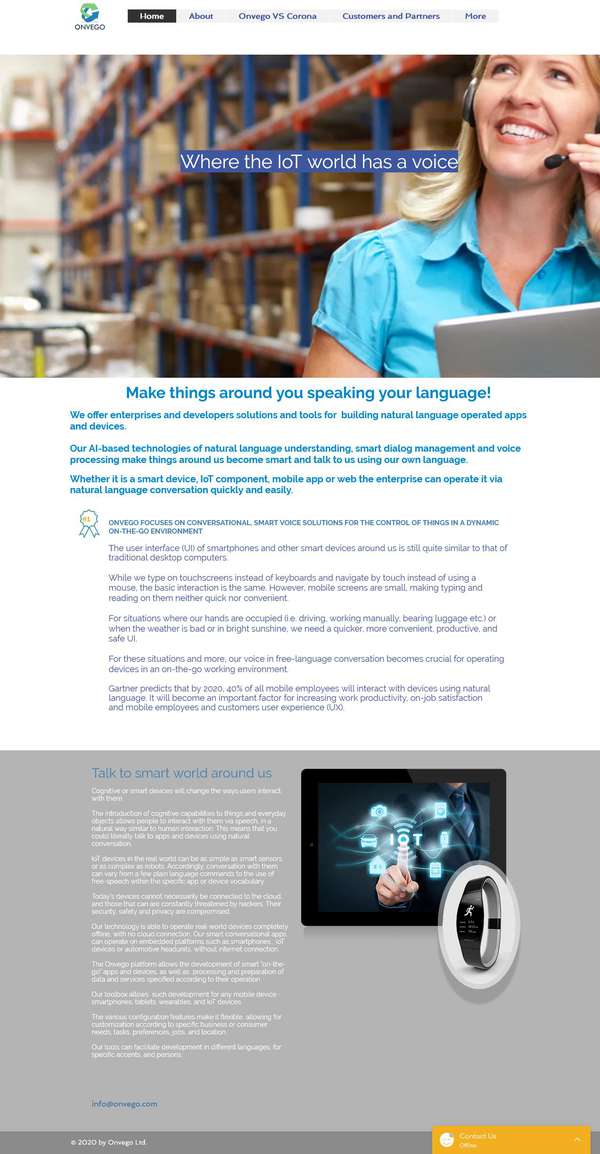 ONVEGO
Home About Onvego VS Corona Customers and Partners More
Where the IoT world has a voice
Make things around you speaking your language!
We offer enterprises and developers solutions and tools for building natural language operated apps
and devices.
Our AI-based technologies of natural language understanding, smart dialog management and voice
processing make things around us become smart and talk to us using our own language.
Whether it is a smart device, IoT component, mobile app or web the enterprise can operate it via
natural language conversation quickly and easily.
#1
ONVEGO FOCUSES ON CONVERSATIONAL, SMART VOICE SOLUTIONS FOR THE CONTROL OF THINGS IN A DYNAMIC
ON-THE-GO ENVIRONMENT
The user interface (UI) of smartphones and other smart devices around us is still quite similar to that of
traditional desktop computers.
While we type on touchscreens instead of keyboards and navigate by touch instead of using a
mouse, the basic interaction is the same. However, mobile screens are small, making typing and
reading on them neither quick nor convenient.
For situations where our hands are occupied (i.e. driving, working manually, bearing luggage etc.) or
when the weather is bad or in bright sunshine, we need a quicker, more convenient, productive, and
safe UI.
For these situations and more, our voice in free-language conversation becomes crucial for operating
devices in an on-the-go working environment.
Gartner predicts that by 2020, 40% of all mobile employees will interact with devices using natural
language. It will become an important factor for increasing work productivity, on-job satisfaction
and mobile employees and customers user experience (UX).
Talk to smart world around us
Cognitive or smart devices will change the ways users interact
with them.
The introduction of cognitive capabilities to things and everyday
objects allows people to interact with them via speech, in a
natural way similar to human interaction. This means that you
could literally talk to apps and devices using natural
conversation.
IoT devices in the real world can be as simple as smart sensors
or as complex as robots. Accordingly, conversation with them
can vary from a few plain language commands to the use of
free-speech within the specific app or device vocabulary.
Today's devices cannot necessarily be connected to the cloud,
and those that can are constantly threatened by hackers. Their
security, safety and privacy are compromised.
Our technology is able to operate real-world devices completely
offline, with no cloud connection. Our smart conversational apps
can operate on embedded platforms such as smartphones, IoT
devices or automotive headunits, without internet connection.
The Onvego platform allows the development of smart "on-the-
go" apps and devices, as well as processing and preparation of
data and services specified according to their operation.
Our toolbox allows such development for any mobile device:
smartphones, tablets, wearables, and IoT devices.
The various configuration features make it flexible, allowing for
customization according to specific business or consumer
needs, tasks, preferences, jobs, and location.
Our tools can facilitate development in different languages, for
specific accents, and persons.
IOT
info@onvego.com
© 2020 by Onvego Ltd.
Contact Us
Offline